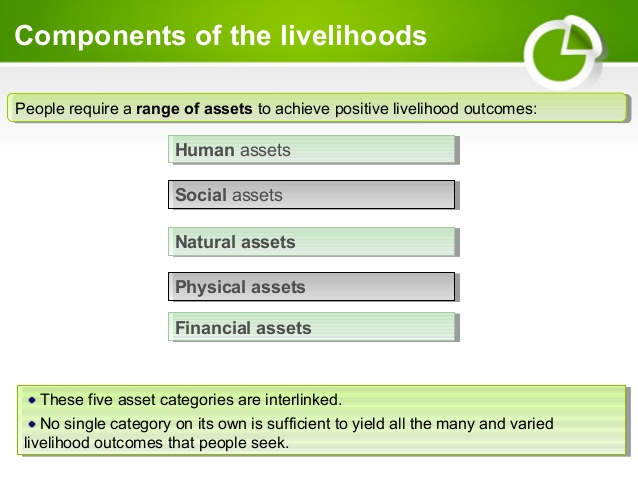 Components of the livelihoods
People require a range of assets to achieve positive livelihood outcomes:
Human assets
Social assets
Natural assets
Physical assets
Financial assets
These five asset categories are interlinked.
No single category on its own is sufficient to yield all the many and varied
livelihood outcomes that people seek.